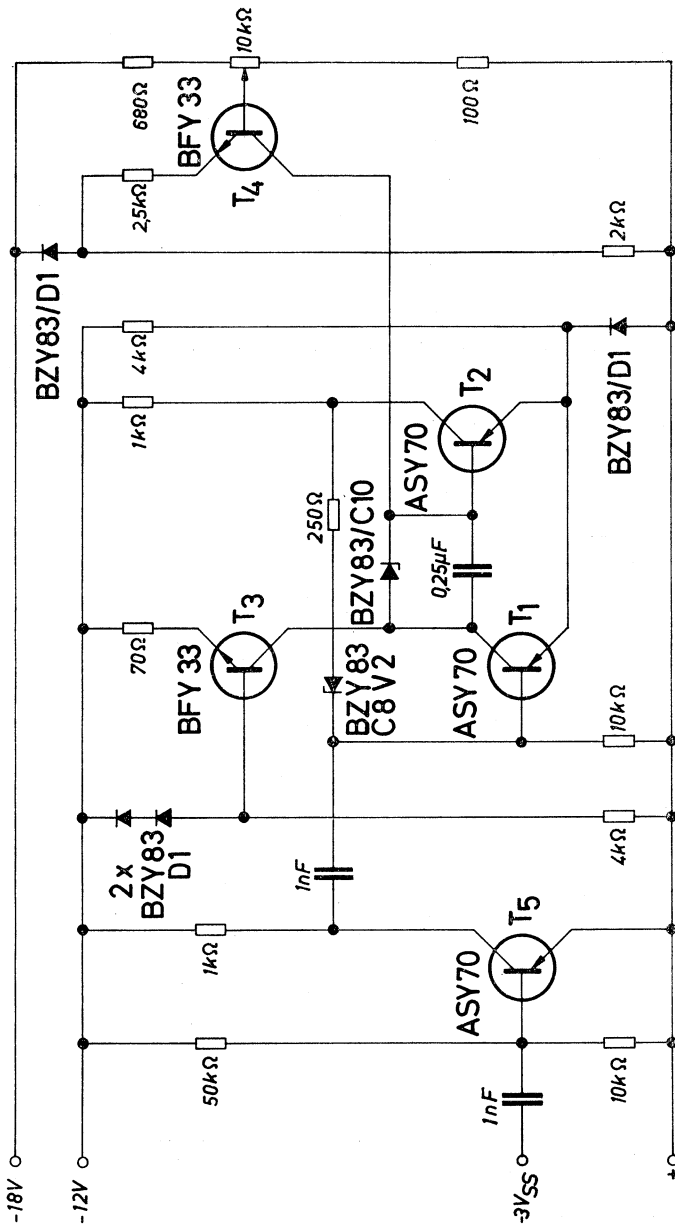 -18V
-12V
-3VSS
+
50kΩ
1nF
10kΩ
ASY70
T5
1kΩ
1nF
2x
BZY83
D1
4kΩ
70Ω
BFY33
T3
BZY83
C8V2
ASY70
T1
10kΩ
250Ω
BZY83/C10
0,25µF
1kΩ
ASY70
T2
4kΩ
BZY83/D1
BZY83/D1
2kΩ
2,5kΩ
T4
BFY33
680Ω
10kΩ
100Ω